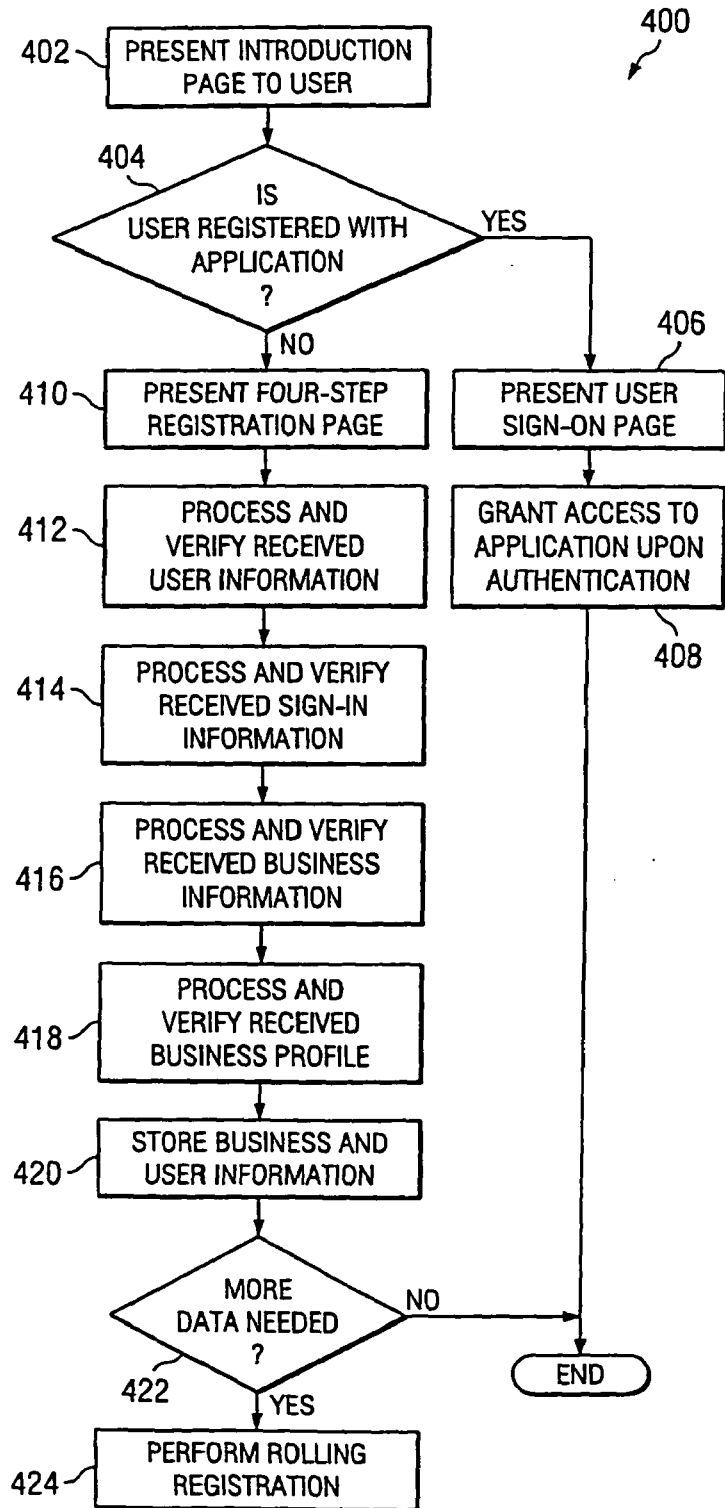 400
402
PRESENT INTRODUCTION
PAGE TO USER
404
IS
USER REGISTERED WITH
APPLICATION
?
YES
NO
406
410
PRESENT FOUR-STEP
REGISTRATION PAGE
PRESENT USER
SIGN-ON PAGE
412
PROCESS AND
VERIFY RECEIVED
USER INFORMATION
GRANT ACCESS TO
APPLICATION UPON
AUTHENTICATION
408
414
PROCESS AND VERIFY
RECEIVED SIGN-IN
INFORMATION
416
PROCESS AND VERIFY
RECEIVED BUSINESS
INFORMATION
418
PROCESS AND
VERIFY RECEIVED
BUSINESS PROFILE
420
STORE BUSINESS AND
USER INFORMATION
MORE
DATA NEEDED
?
NO
422
YES
END
424
PERFORM ROLLING
REGISTRATION